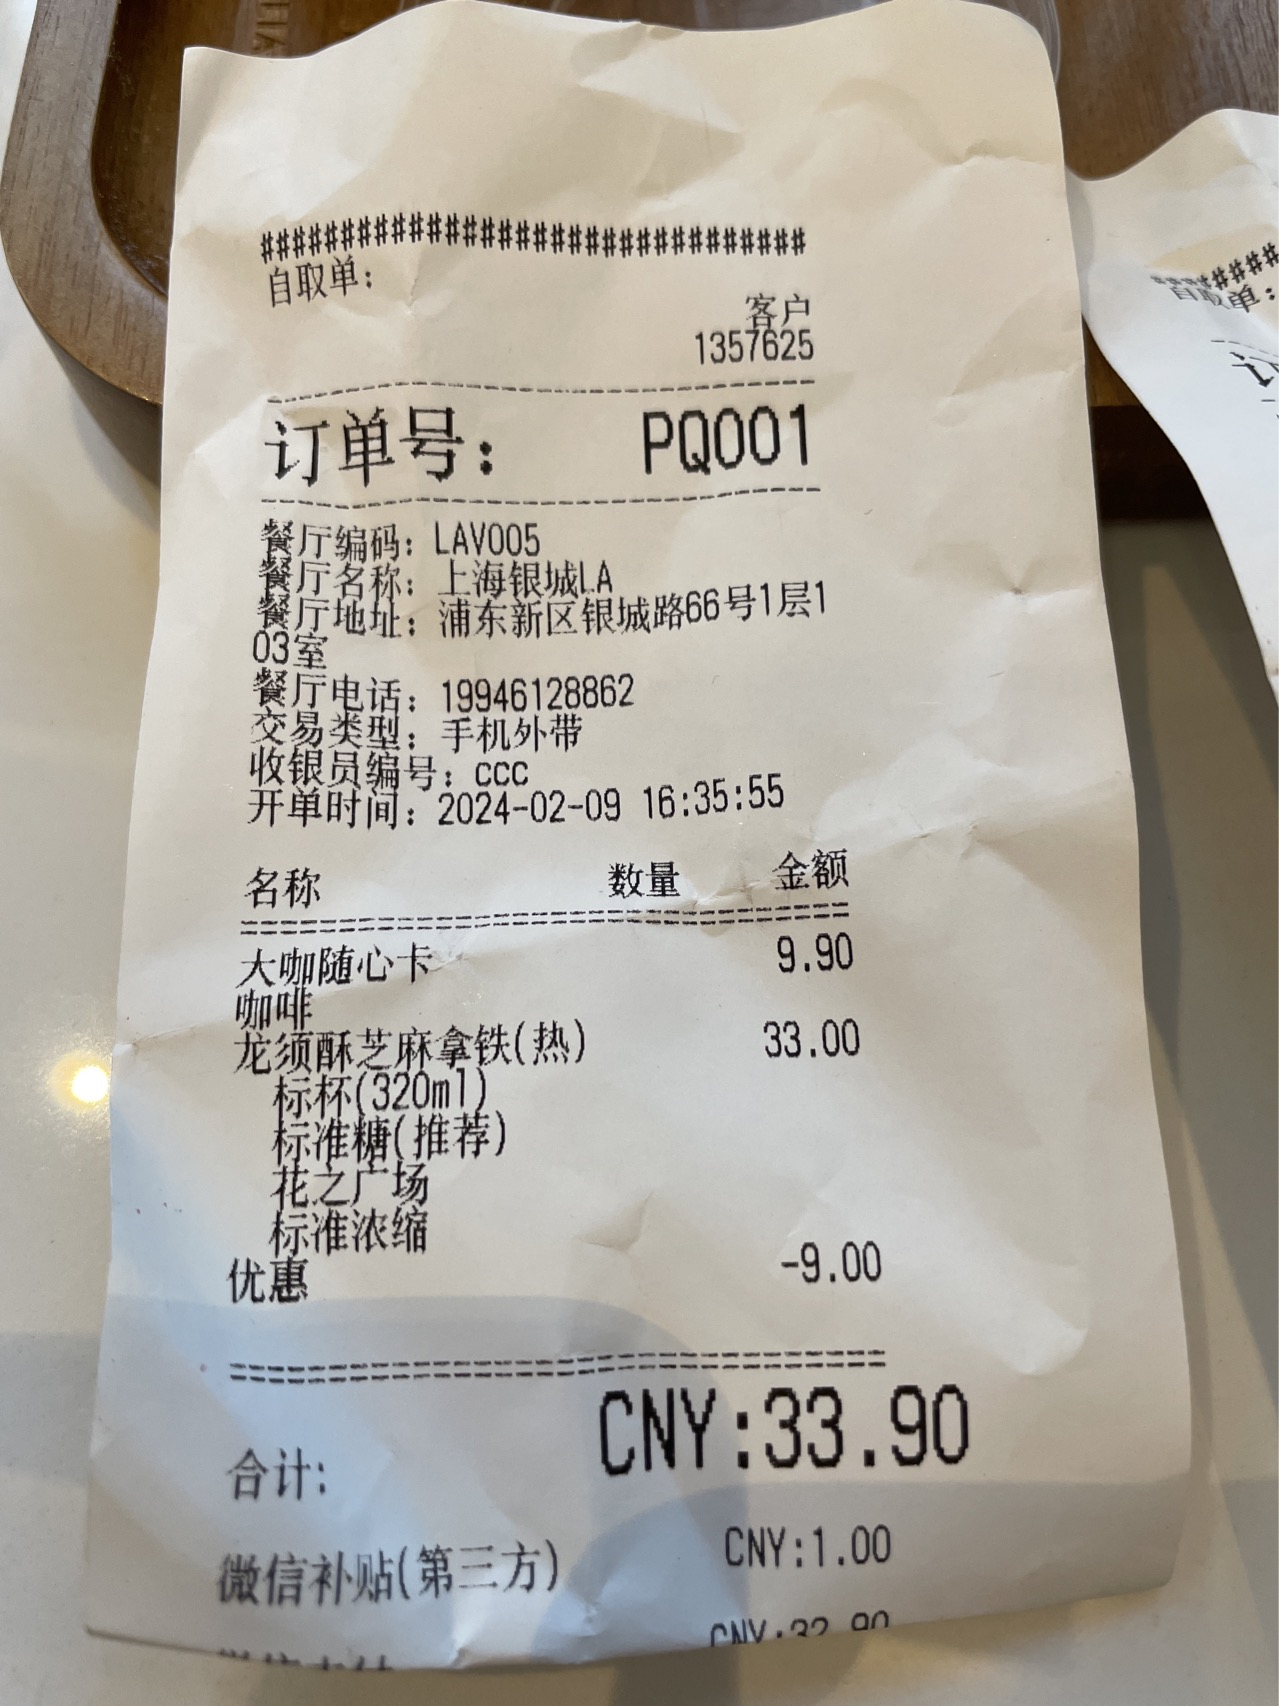 ##################################
自取单:
客户
1357625
订单号: PQ001
餐厅编码: LAV005
餐厅名称: 上海银城LA
餐厅地址: 浦东新区银城路66号1层1
03室
餐厅电话: 19946128862
交易类型: 手机外带
收银员编号: ccc
开单时间: 2024-02-09 16:35:55
名称 数量 金额
大咖随心卡 9.90
咖啡
龙须酥芝麻拿铁(热) 33.00
标杯(320ml)
标准糖(推荐)
花之广场
标准浓缩
优惠 -9.00
合计: CNY:33.90
微信补贴(第三方) CNY:1.00
CNY:32.90
自取单: